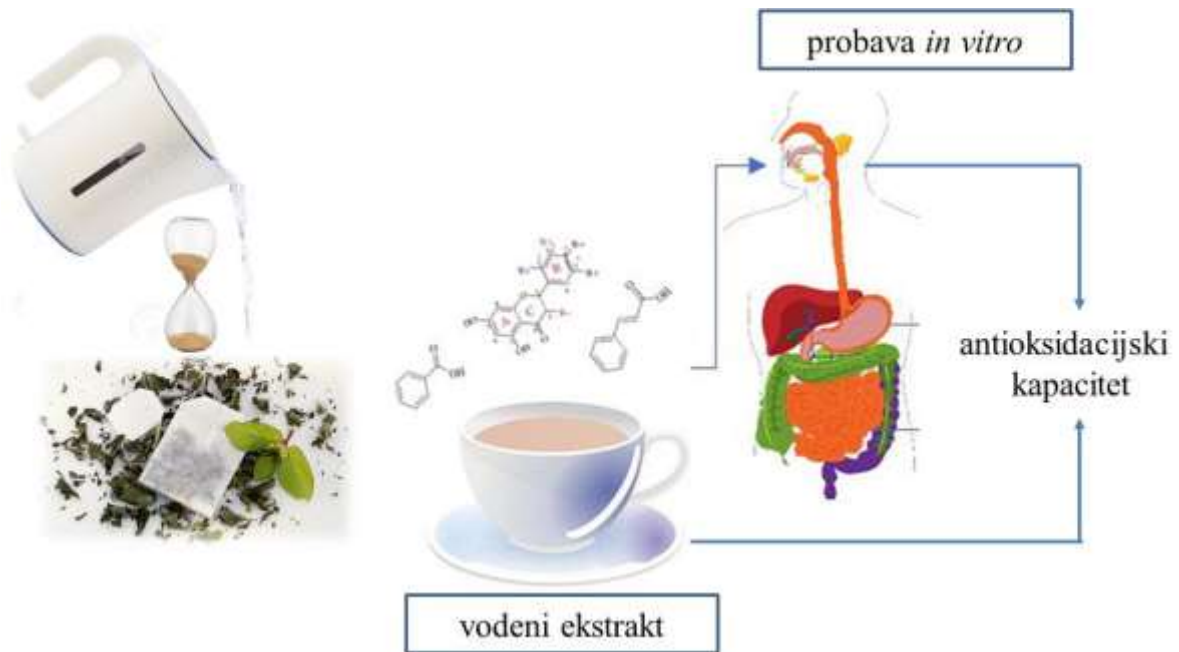 probava in vitro
antioksidacijski
kapacitet
vodeni ekstrakt